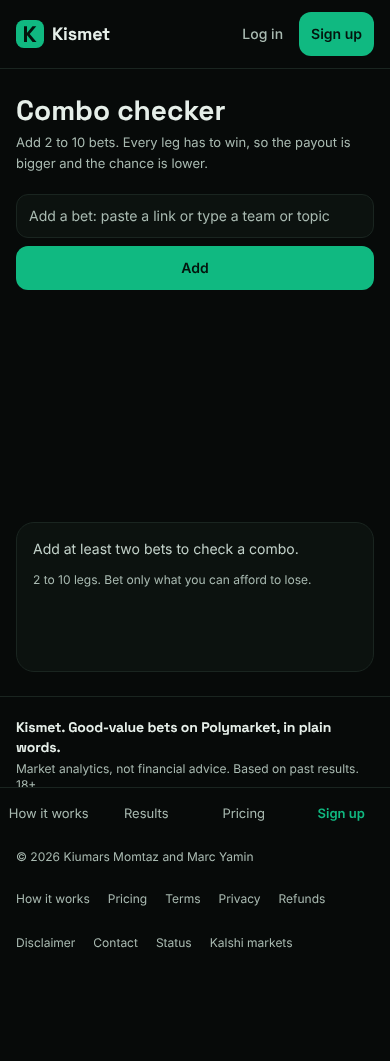 K Kismet
Log in
Sign up
Combo checker
Add 2 to 10 bets. Every leg has to win, so the payout is
bigger and the chance is lower.
Add a bet: paste a link or type a team or topic
Add
Add at least two bets to check a combo.
2 to 10 legs. Bet only what you can afford to lose.
Kismet. Good-value bets on Polymarket, in plain
words.
Market analytics, not financial advice. Based on past results.
18+
How it works Results Pricing Sign up
© 2026 Kiumars Momtaz and Marc Yamin
How it works Pricing Terms Privacy Refunds
Disclaimer Contact Status Kalshi markets